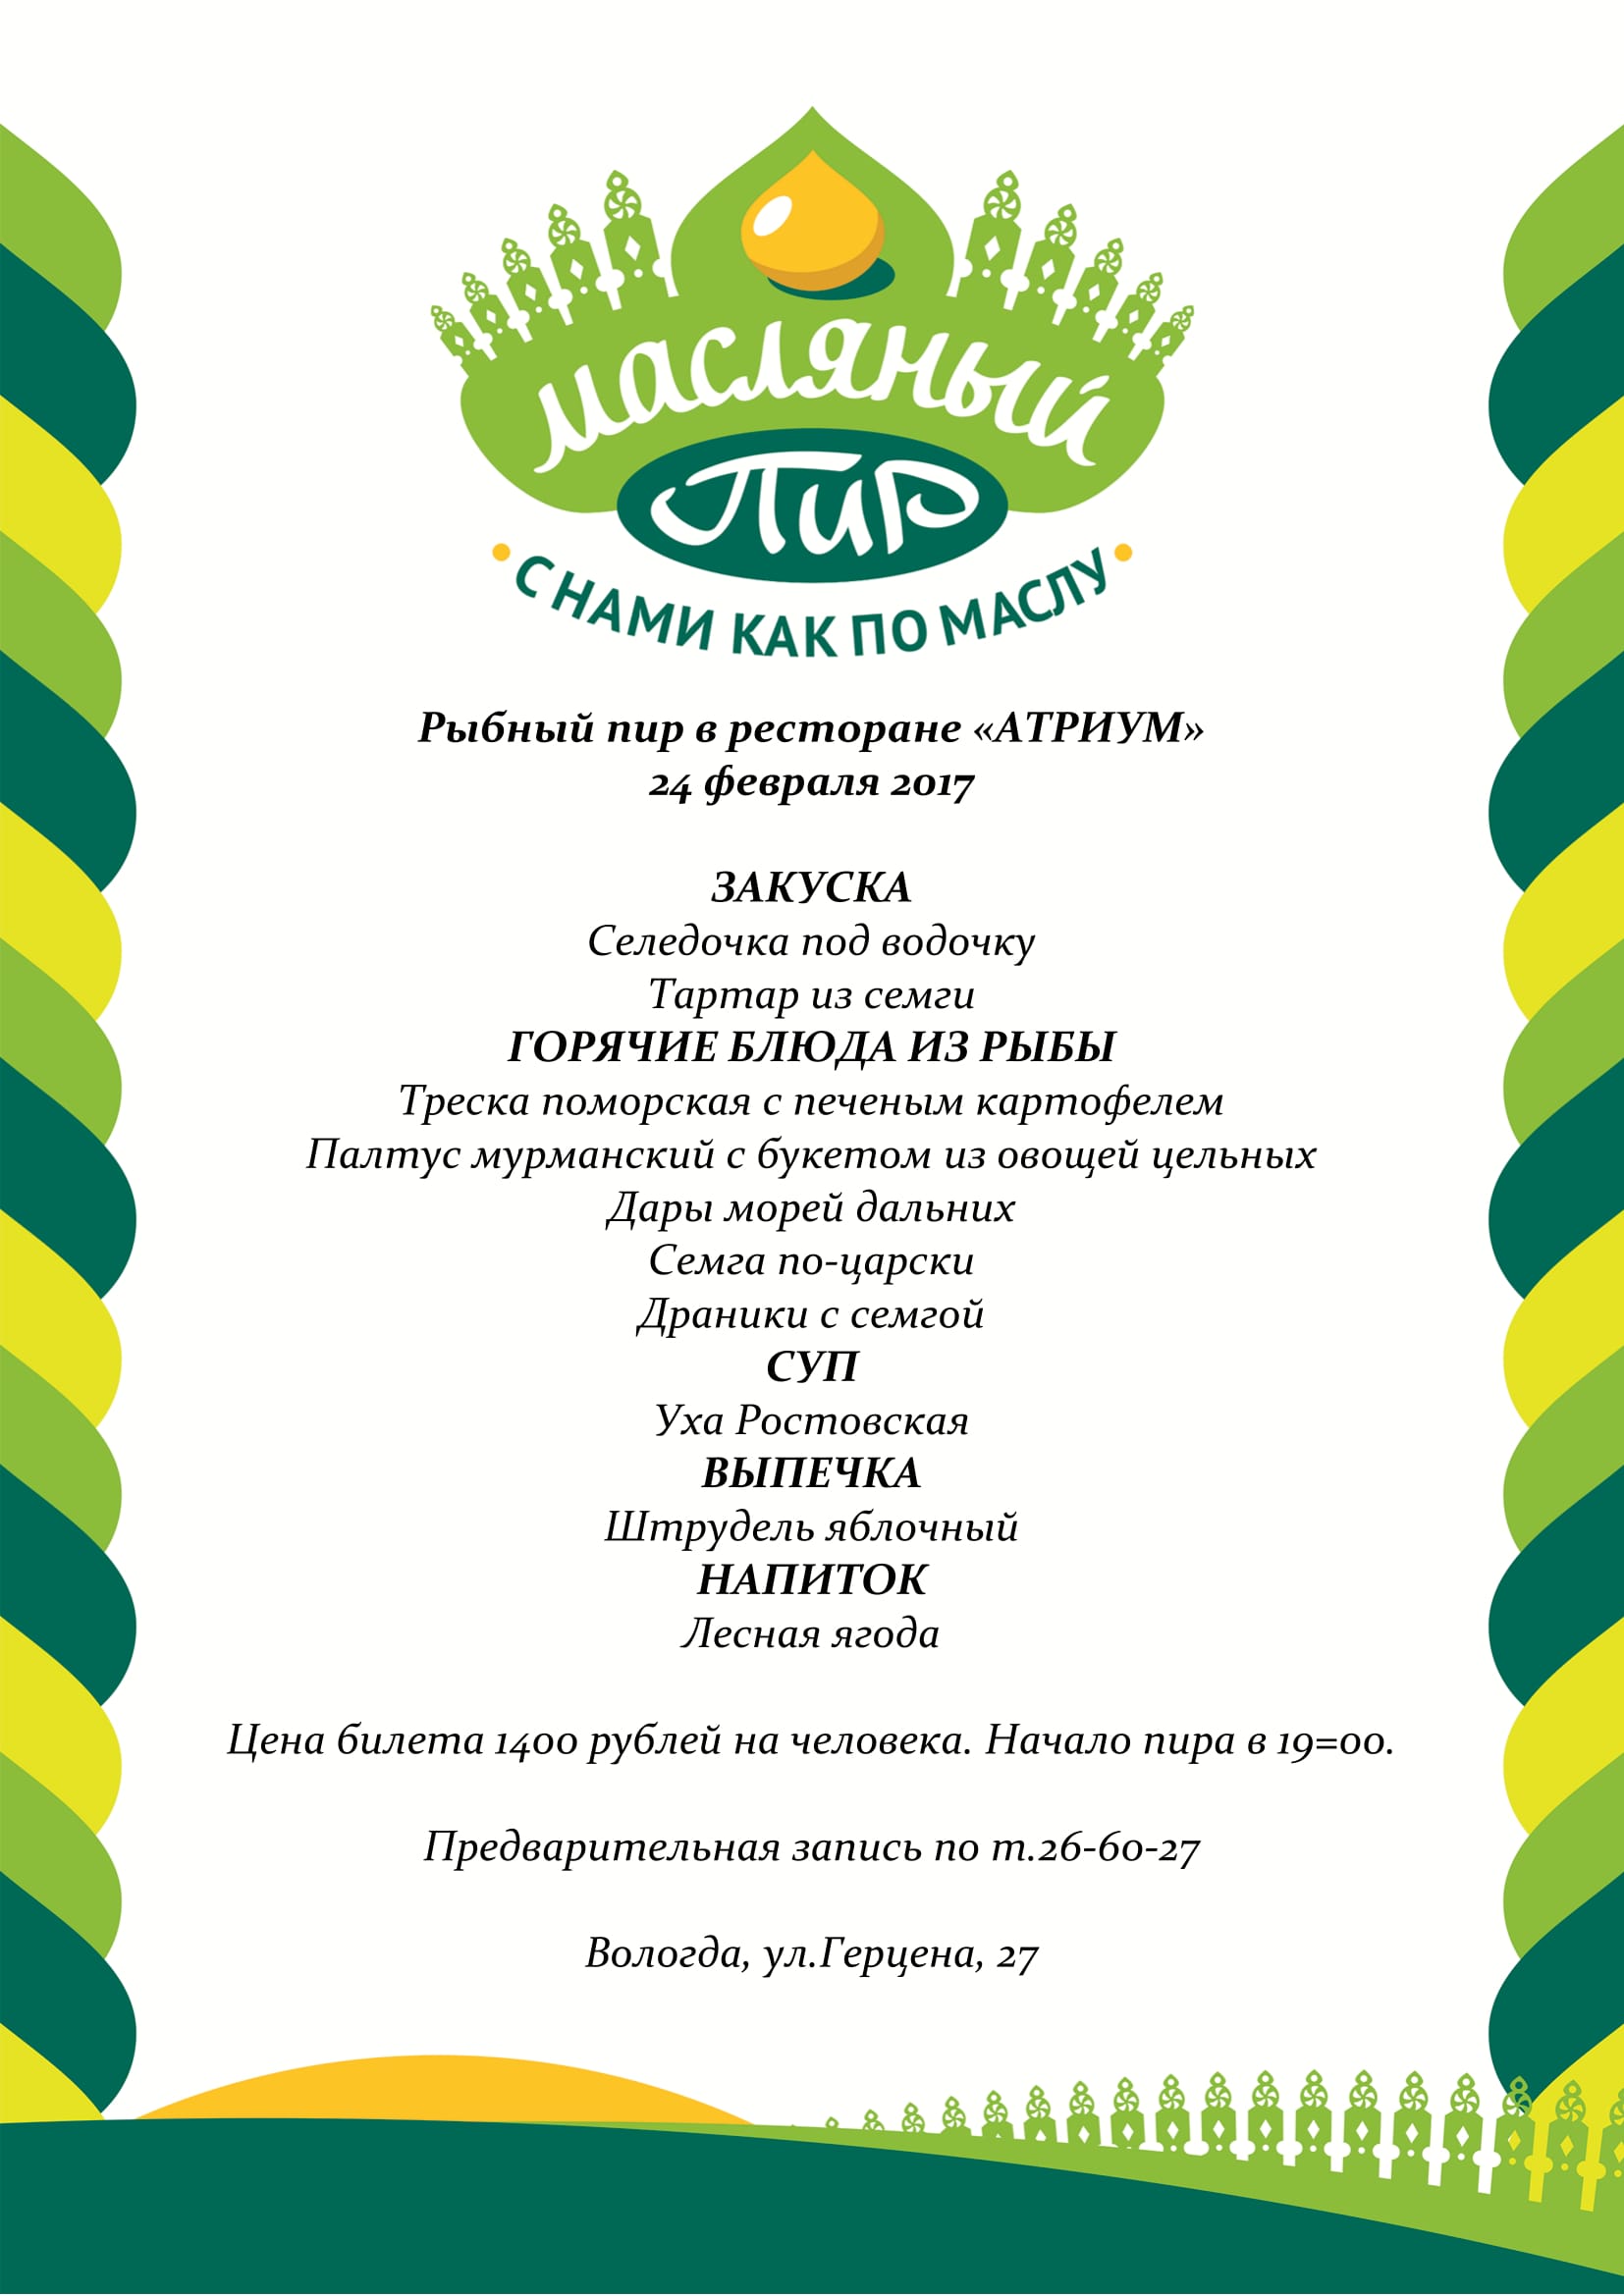 масляный
Пир
• С НАМИ КАК ПО МАСЛУ •
Рыбный пир в ресторане «АТРИУМ»
24 февраля 2017
ЗАКУСКА
Селедочка под водочку
Тартар из семги
ГОРЯЧИЕ БЛЮДА ИЗ РЫБЫ
Треска поморская с печеным картофелем
Палтус мурманский с букетом из овощей цельных
Дары морей дальних
Семга по-царски
Драники с семгой
СУП
Уха Ростовская
ВЫПЕЧКА
Штрудель яблочный
НАПИТОК
Лесная ягода
Цена билета 1400 рублей на человека. Начало пира в 19=00.
Предварительная запись по т.26-60-27
Вологда, ул.Герцена, 27